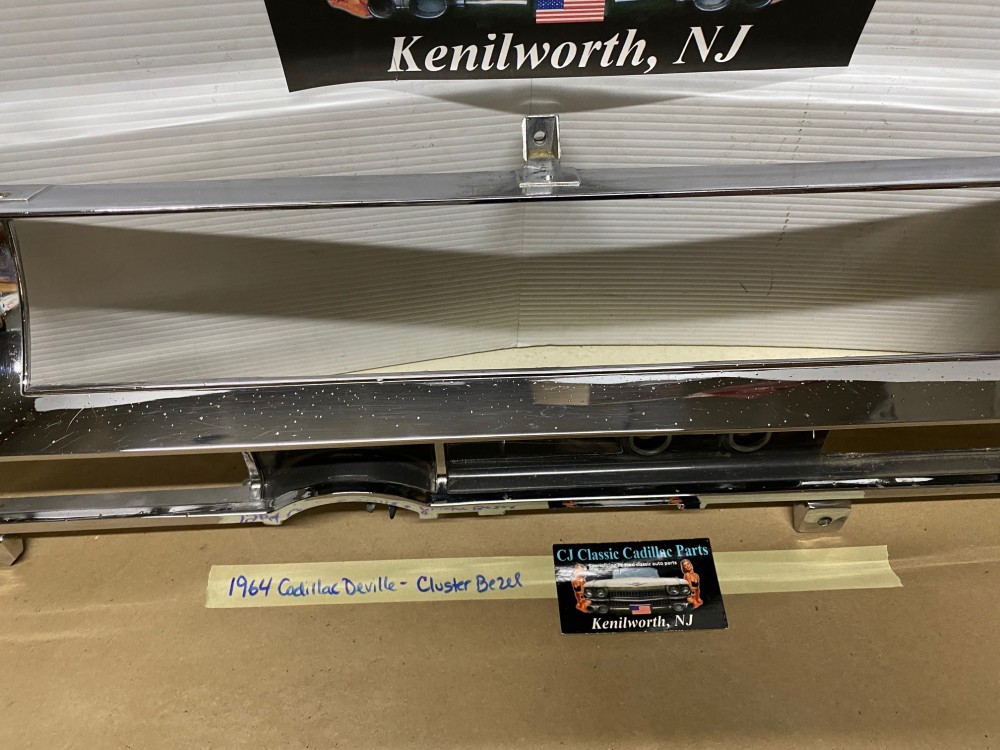 Kenilworth, NJ
1964 Cadillac Deville - Cluster Bezel
CJ Classic Cadillac Parts
Kenilworth, NJ